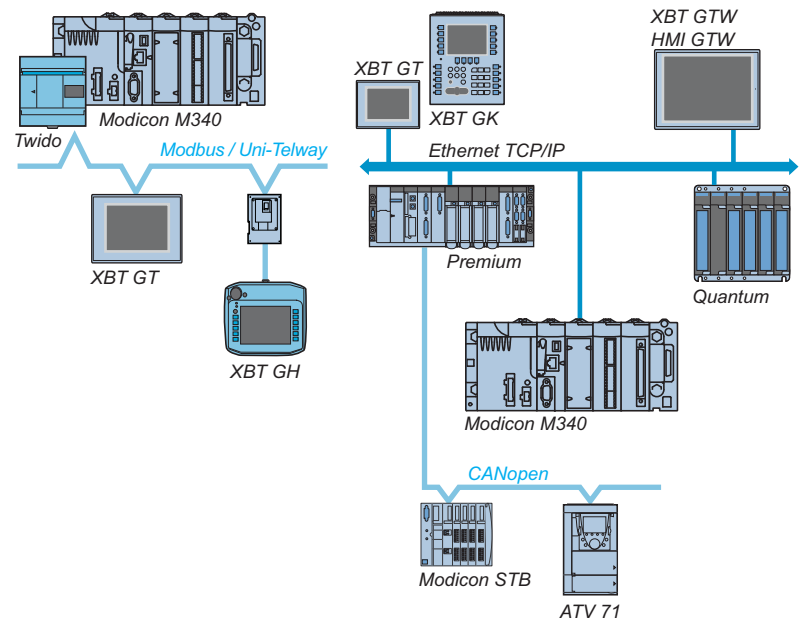 XBT GTW
HMI GTW
XBT GT
XBT GK
Modicon M340
Twido
Modbus / Uni-Telway
Ethernet TCP/IP
XBT GT
Premium
Quantum
XBT GH
Modicon M340
CANopen
Modicon STB
ATV 71